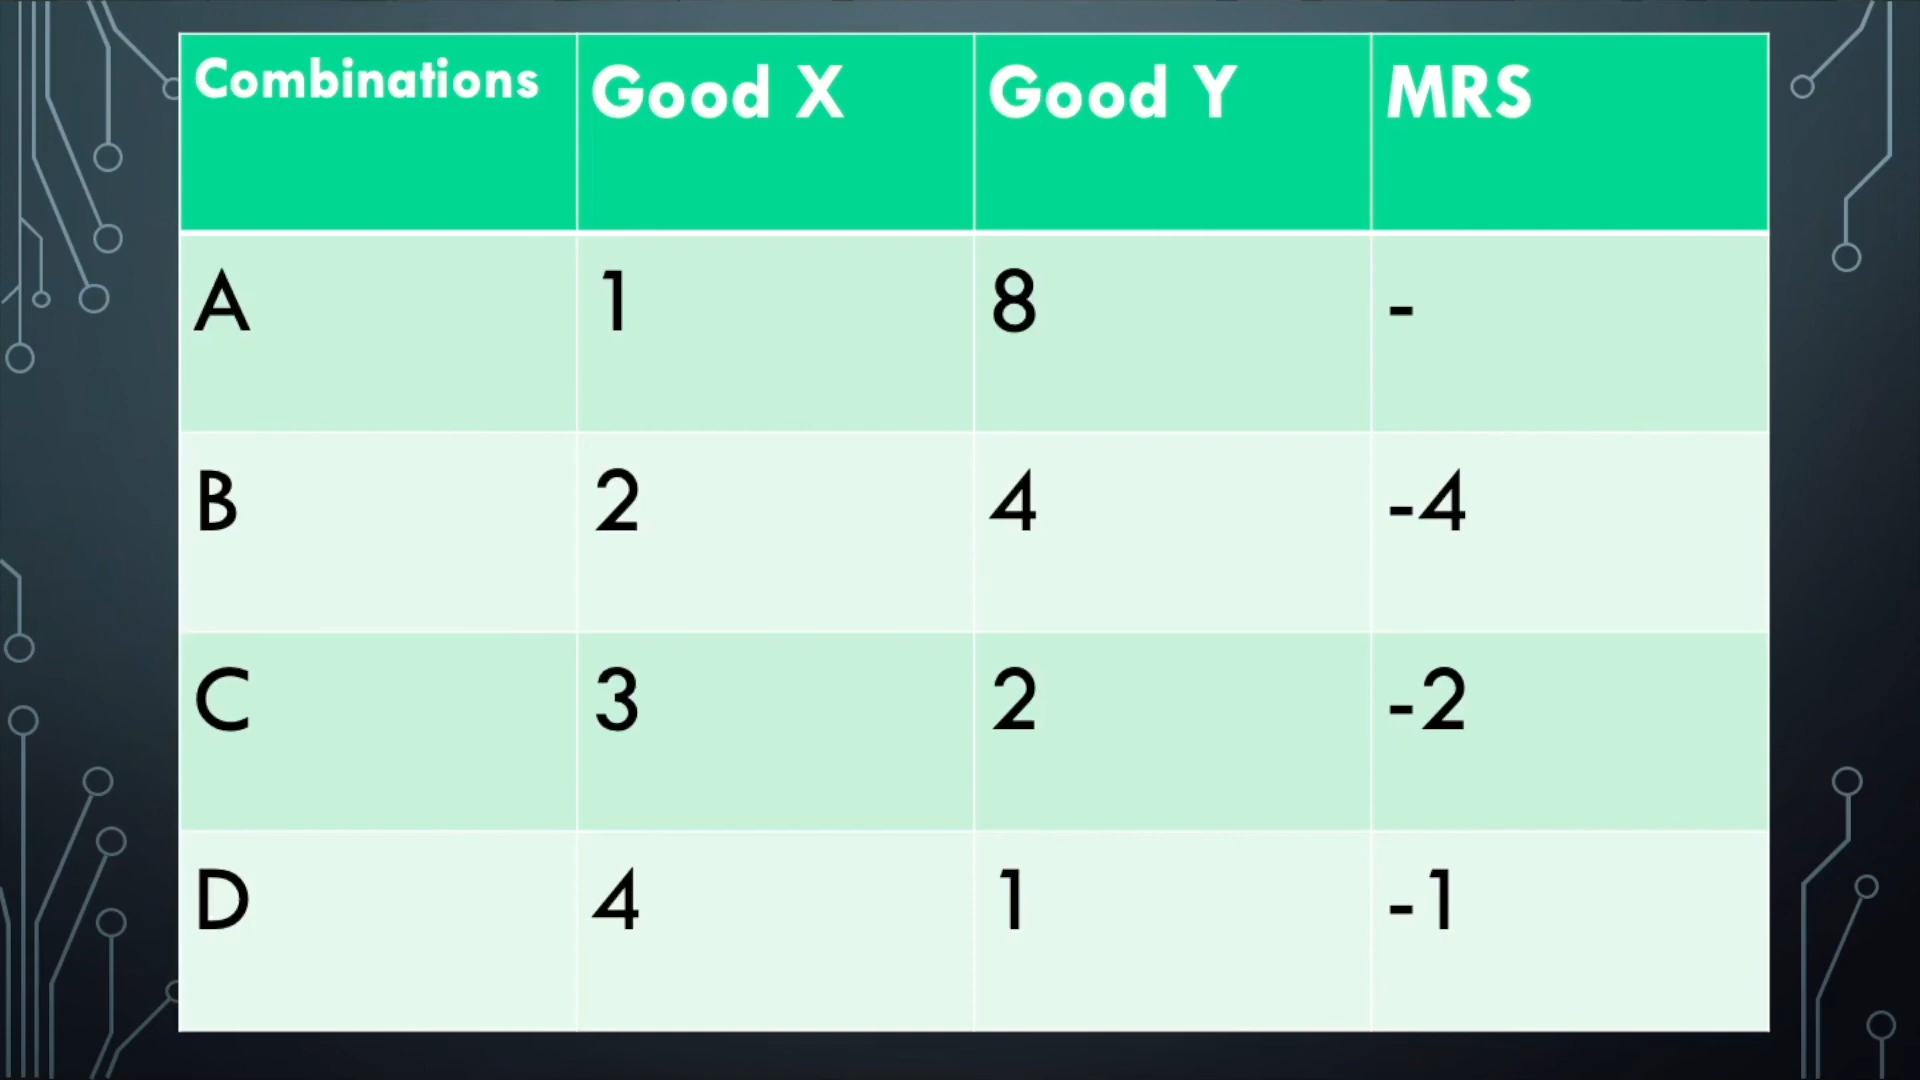 Combinations Good X Good Y MRS
A 1 8 -
B 2 4 -4
C 3 2 -2
D 4 1 -1